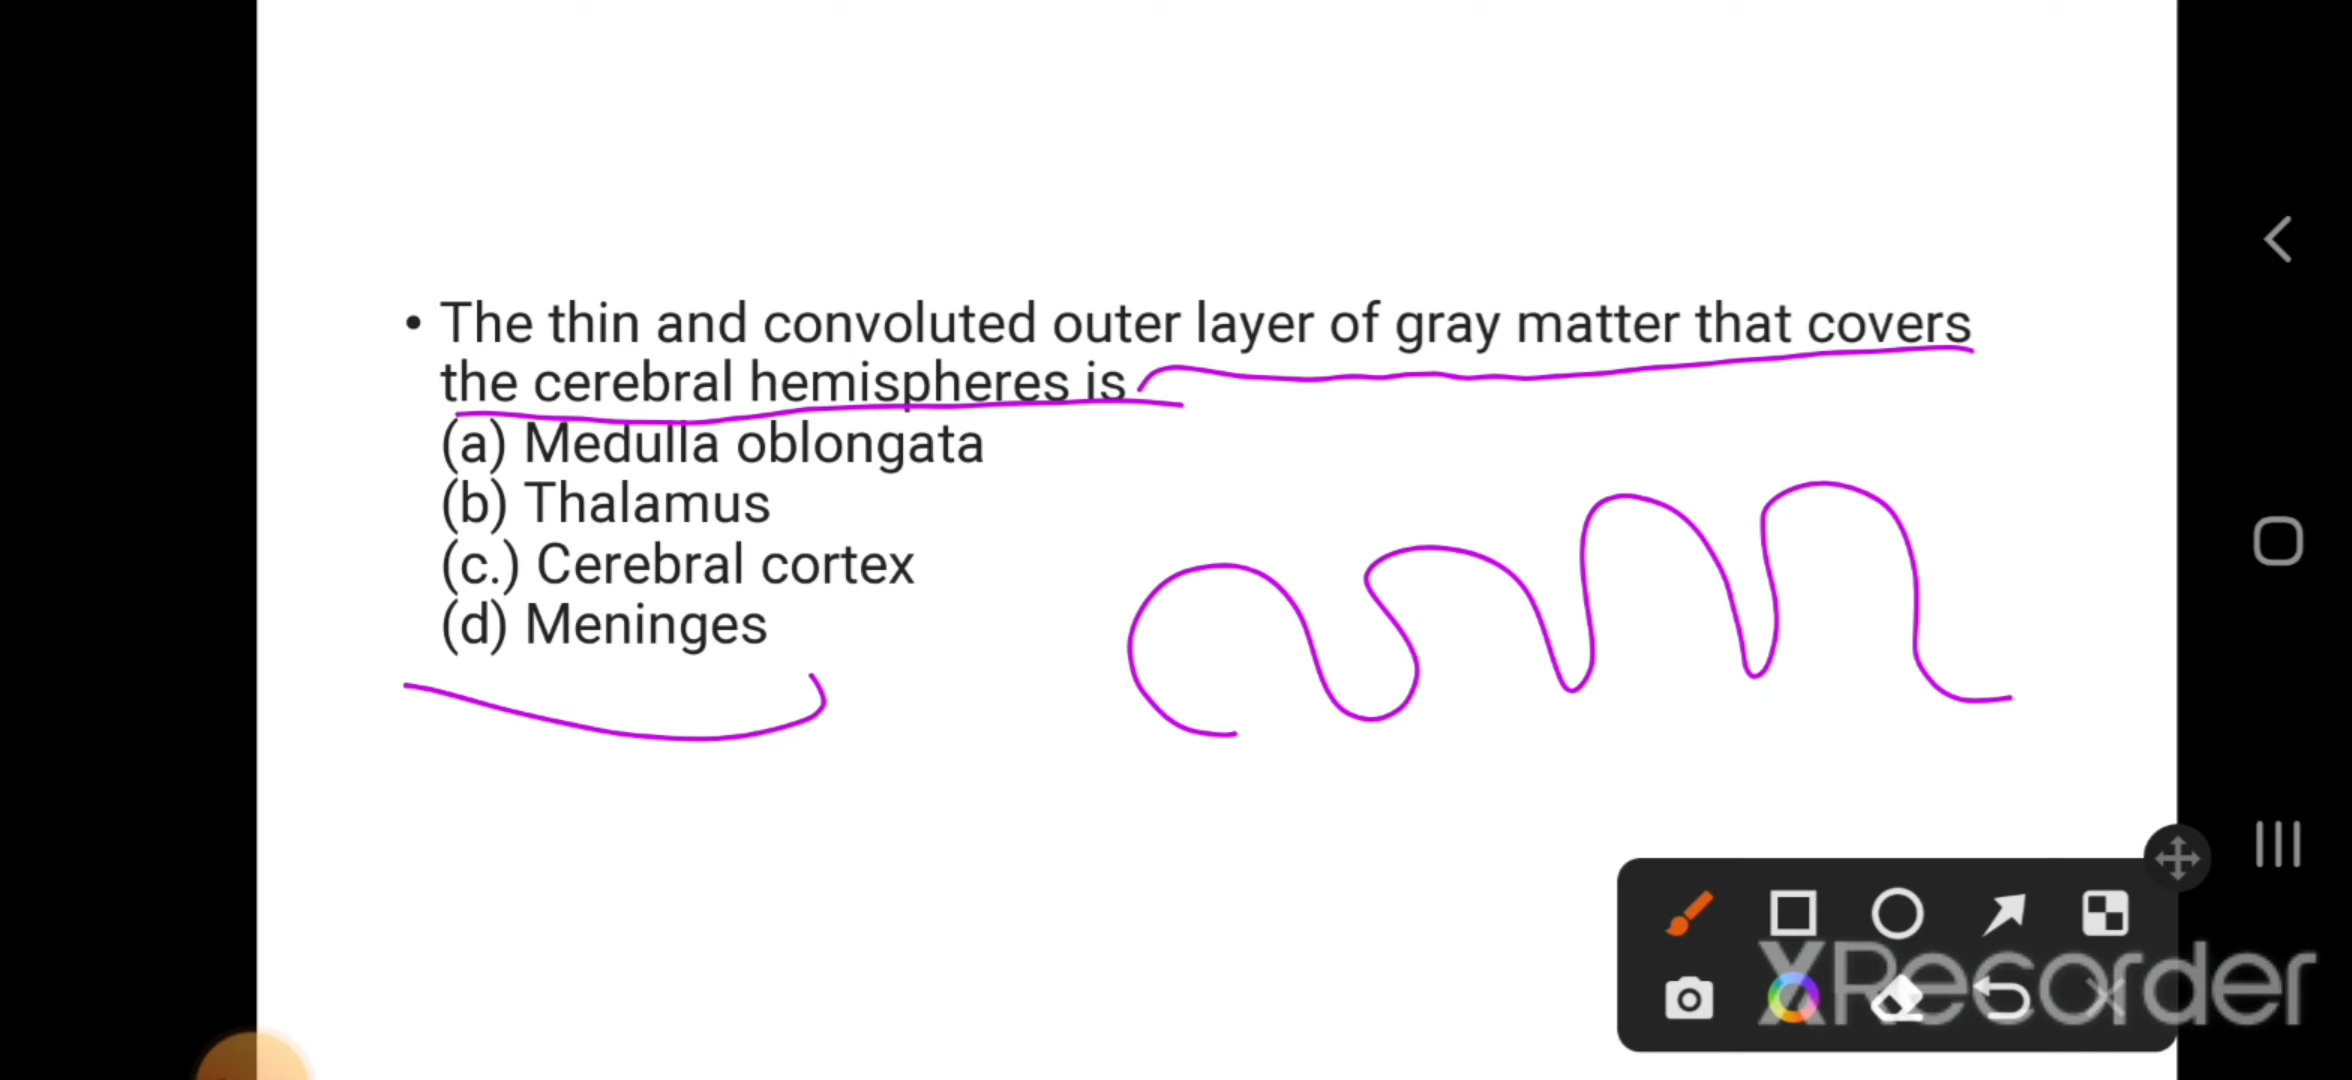 • The thin and convoluted outer layer of gray matter that covers
the cerebral hemispheres is
(a) Medulla oblongata
(b) Thalamus
(c.) Cerebral cortex
(d) Meninges
XRecorder